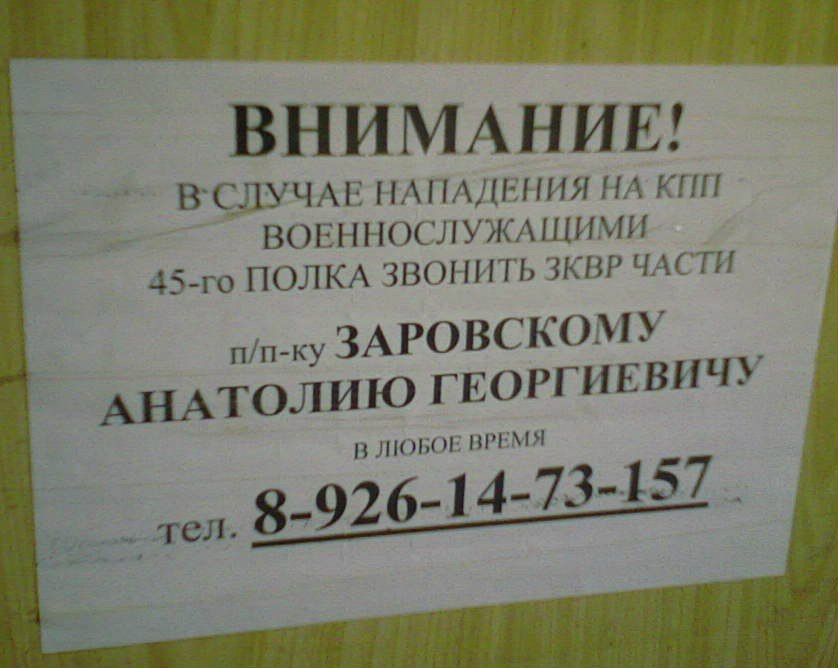 ВНИМАНИЕ!
В СЛУЧАЕ НАПАДЕНИЯ НА КПП
ВОЕННОСЛУЖАЩИМИ
45-го ПОЛКА ЗВОНИТЬ ЗКВР ЧАСТИ
п/п-ку ЗАРОВСКОМУ
АНАТОЛИЮ ГЕОРГИЕВИЧУ
В ЛЮБОЕ ВРЕМЯ
тел. 8-926-14-73-157